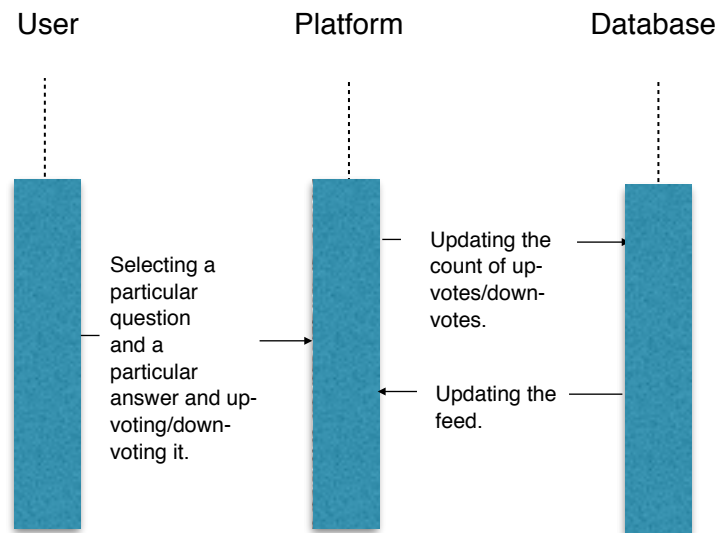 User
Platform
Database
Selecting a
particular
question
and a
particular
answer and up-
voting/down-
voting it.
Updating the
count of up-
votes/down-
votes.
Updating the
feed.